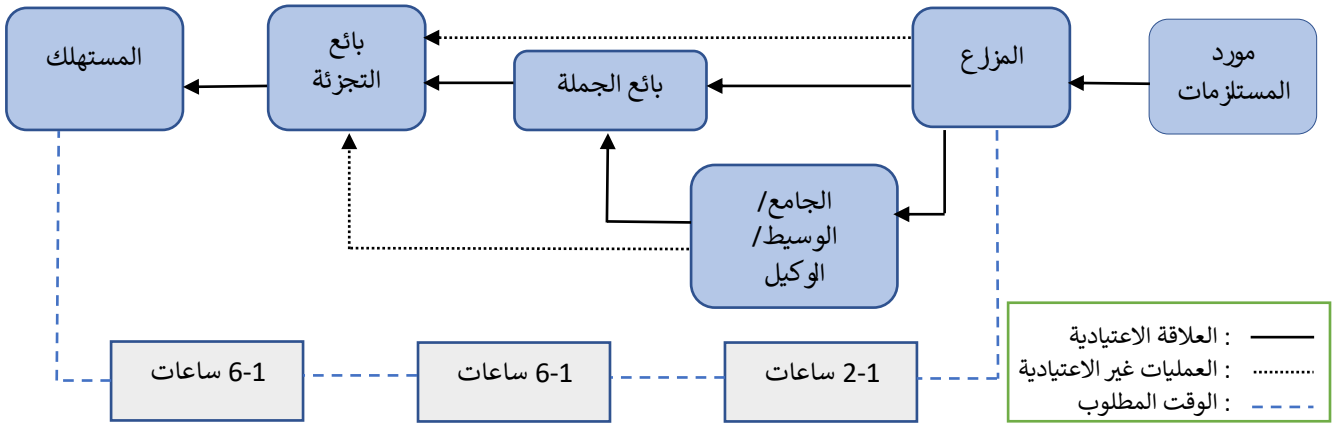 مورد
المستلزمات
المزارع
بائع الجملة
بائع
التجزئة
المستهلك
الجامع/
الوسيط/
الوكيل
1-2 ساعات
1-6 ساعات
1-6 ساعات
: العلاقة الاعتيادية
: العمليات غير الاعتيادية
: الوقت المطلوب